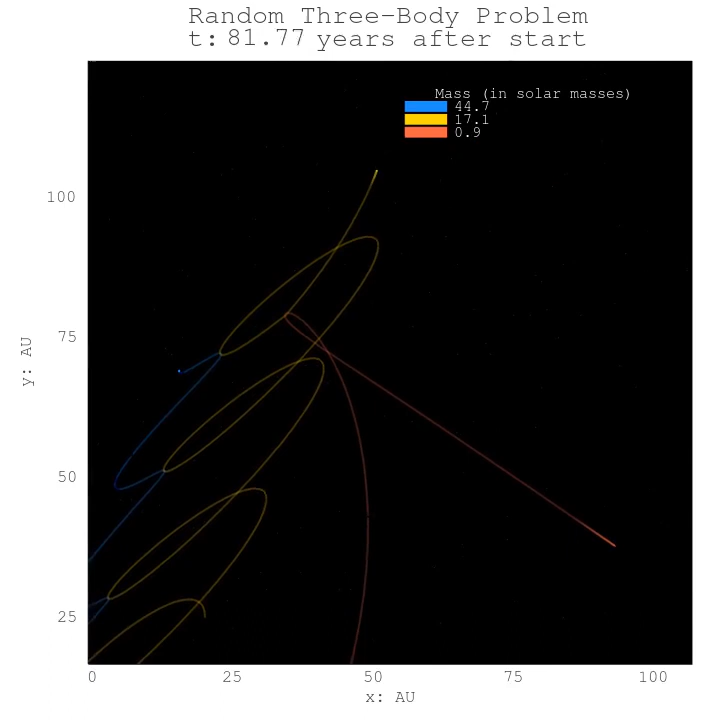 Random Three-Body Problem
t: 81.77 years after start
Mass (in solar masses)
44.7
17.1
0.9
100
75
50
25
y: AU
0 25 50 75 100
x: AU